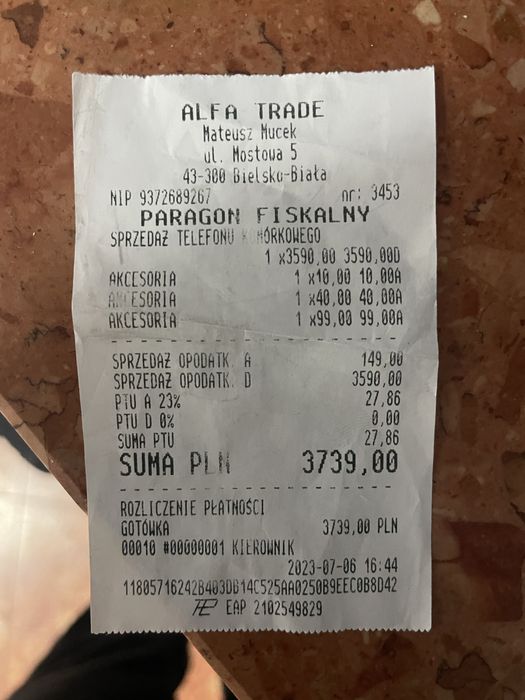 ALFA TRADE
Mateusz Mucek
ul. Mostowa 5
43-300 Bielsko-Biała
NIP 9372689267 nr: 3453
PARAGON FISKALNY
SPRZEDAŻ TELEFONU KOMÓRKOWEGO
1 x3590,00 3590,00D
AKCESORIA 1 x10,00 10,00A
AKCESORIA 1 x40,00 40,00A
AKCESORIA 1 x99,00 99,00A
SPRZEDAŻ OPODATK. A 149,00
SPRZEDAŻ OPODATK. D 3590,00
PTU A 23% 27,86
PTU D 0% 0,00
SUMA PTU 27,86
SUMA PLN 3739,00
ROZLICZENIE PŁATNOŚCI
GOTÓWKA 3739,00 PLN
00010 #00000001 KIEROWNIK
2023-07-06 16:44
11805716242B403DB14C525AA0250B9EEC0B8D42
EAP 2102549829